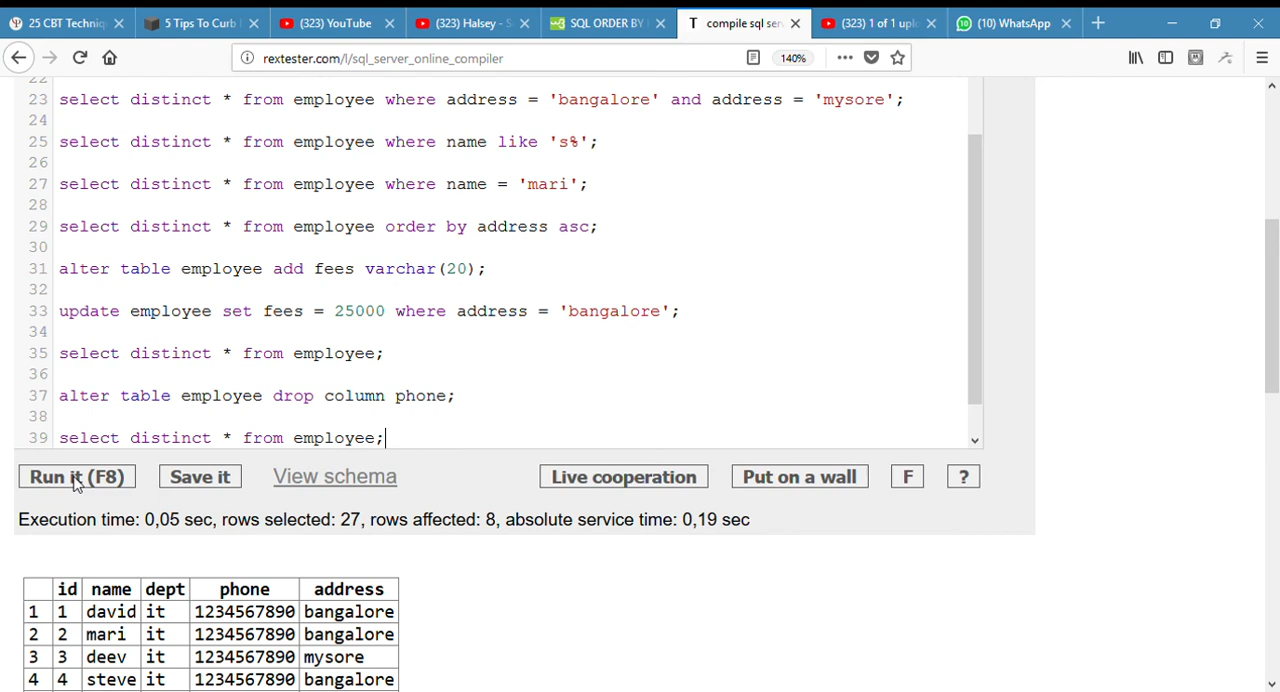 25 CBT Techniq
5 Tips To Curb
(323) YouTube
(323) Halsey - S
SQL ORDER BY
compile sql ser
(323) 1 of 1 uplo
(10) WhatsApp
rextester.com/l/sql_server_online_compiler
140%
22
23 select distinct * from employee where address = 'bangalore' and address = 'mysore';
24
25 select distinct * from employee where name like 's%';
26
27 select distinct * from employee where name = 'mari';
28
29 select distinct * from employee order by address asc;
30
31 alter table employee add fees varchar(20);
32
33 update employee set fees = 25000 where address = 'bangalore';
34
35 select distinct * from employee;
36
37 alter table employee drop column phone;
38
39 select distinct * from employee;
Run it (F8) Save it View schema Live cooperation Put on a wall F ?
Execution time: 0,05 sec, rows selected: 27, rows affected: 8, absolute service time: 0,19 sec
id name dept phone address
1 1 david it 1234567890 bangalore
2 2 mari it 1234567890 bangalore
3 3 deev it 1234567890 mysore
4 4 steve it 1234567890 bangalore